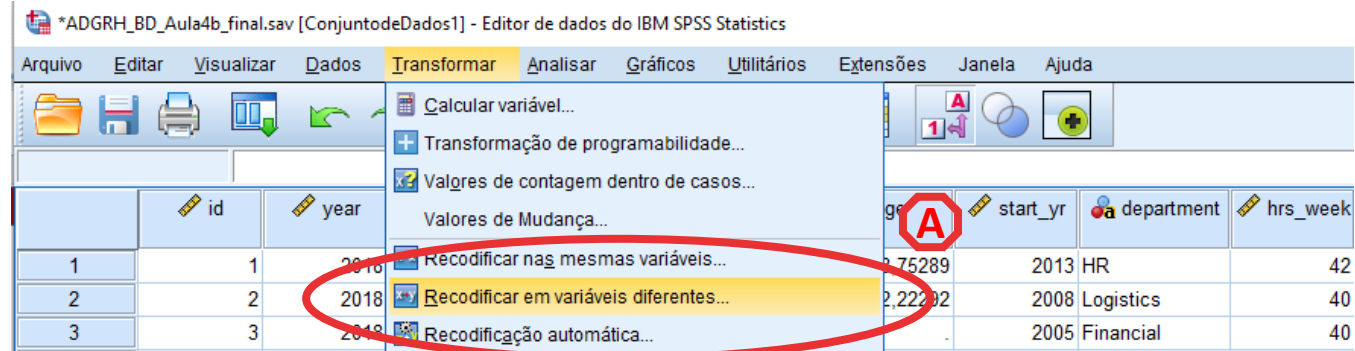 *ADGRH_BD_Aula4b_final.sav [ConjuntodeDados1] - Editor de dados do IBM SPSS Statistics
Arquivo Editar Visualizar Dados Transformar Analisar Gráficos Utilitários Extensões Janela Ajuda
Calcular variável...
Transformação de programabilidade...
Valores de contagem dentro de casos...
Valores de Mudança...
Recodificar nas mesmas variáveis...
Recodificar em variáveis diferentes...
Recodificação automática...
A
1
id year A start_yr department hrs_week
1 1 2018 2013 HR 42
2 2 2018 2008 Logistics 40
3 3 2018 . 2005 Financial 40